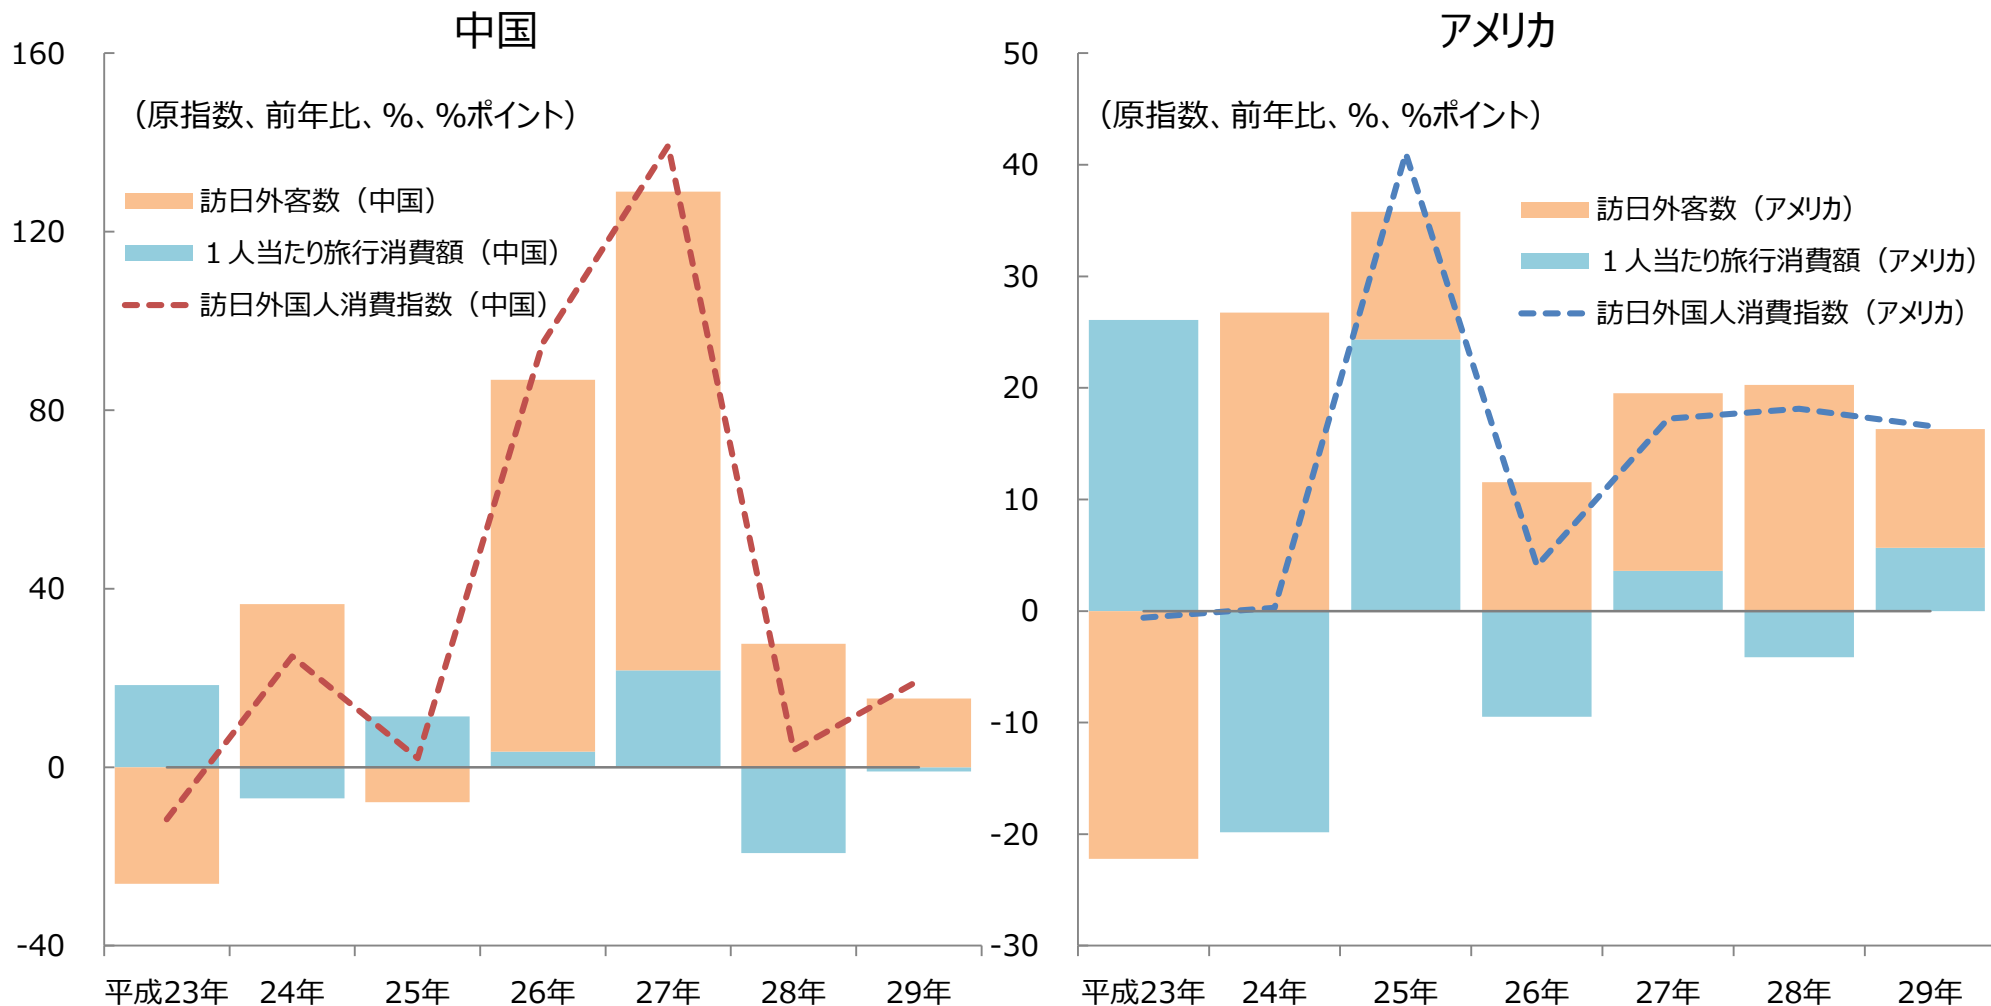 中国
160
120
80
40
0
-40
（原指数、前年比、%、%ポイント）
訪日外客数（中国）
１人当たり旅行消費額（中国）
訪日外国人消費指数（中国）
平成23年 24年 25年 26年 27年 28年 29年
アメリカ
50
40
30
20
10
0
-10
-20
-30
（原指数、前年比、%、%ポイント）
訪日外客数（アメリカ）
１人当たり旅行消費額（アメリカ）
訪日外国人消費指数（アメリカ）
平成23年 24年 25年 26年 27年 28年 29年